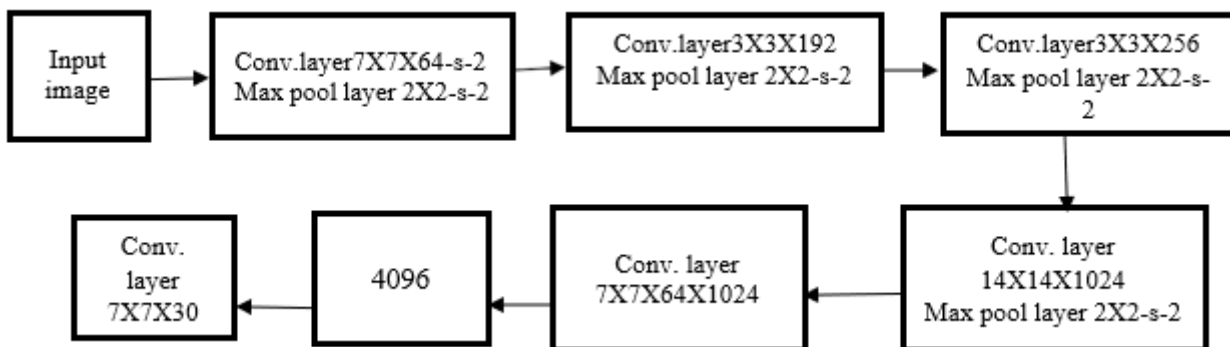 Input
image
Conv.layer7X7X64-s-2
Max pool layer 2X2-s-2
Conv.layer3X3X192
Max pool layer 2X2-s-2
Conv.layer3X3X256
Max pool layer 2X2-s-
2
Conv. layer
14X14X1024
Max pool layer 2X2-s-2
Conv. layer
7X7X64X1024
4096
Conv.
layer
7X7X30